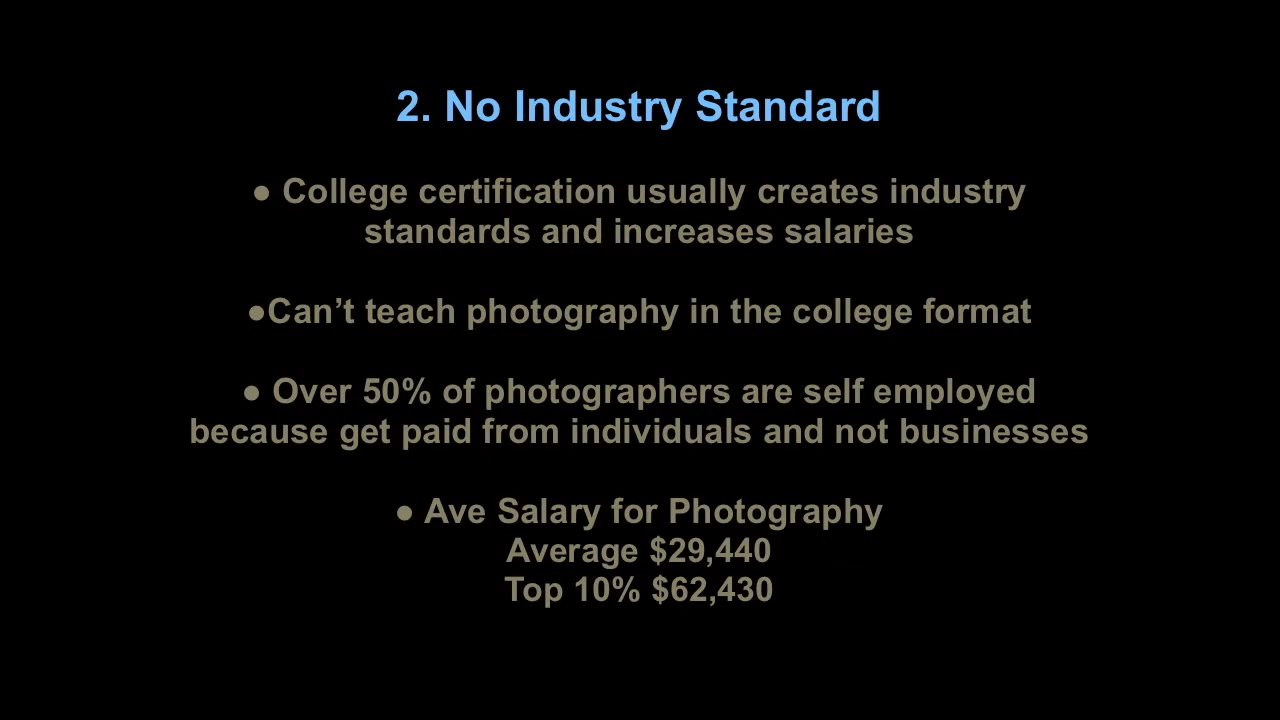 2. No Industry Standard
● College certification usually creates industry
standards and increases salaries
●Can’t teach photography in the college format
● Over 50% of photographers are self employed
because get paid from individuals and not businesses
● Ave Salary for Photography
Average $29,440
Top 10% $62,430